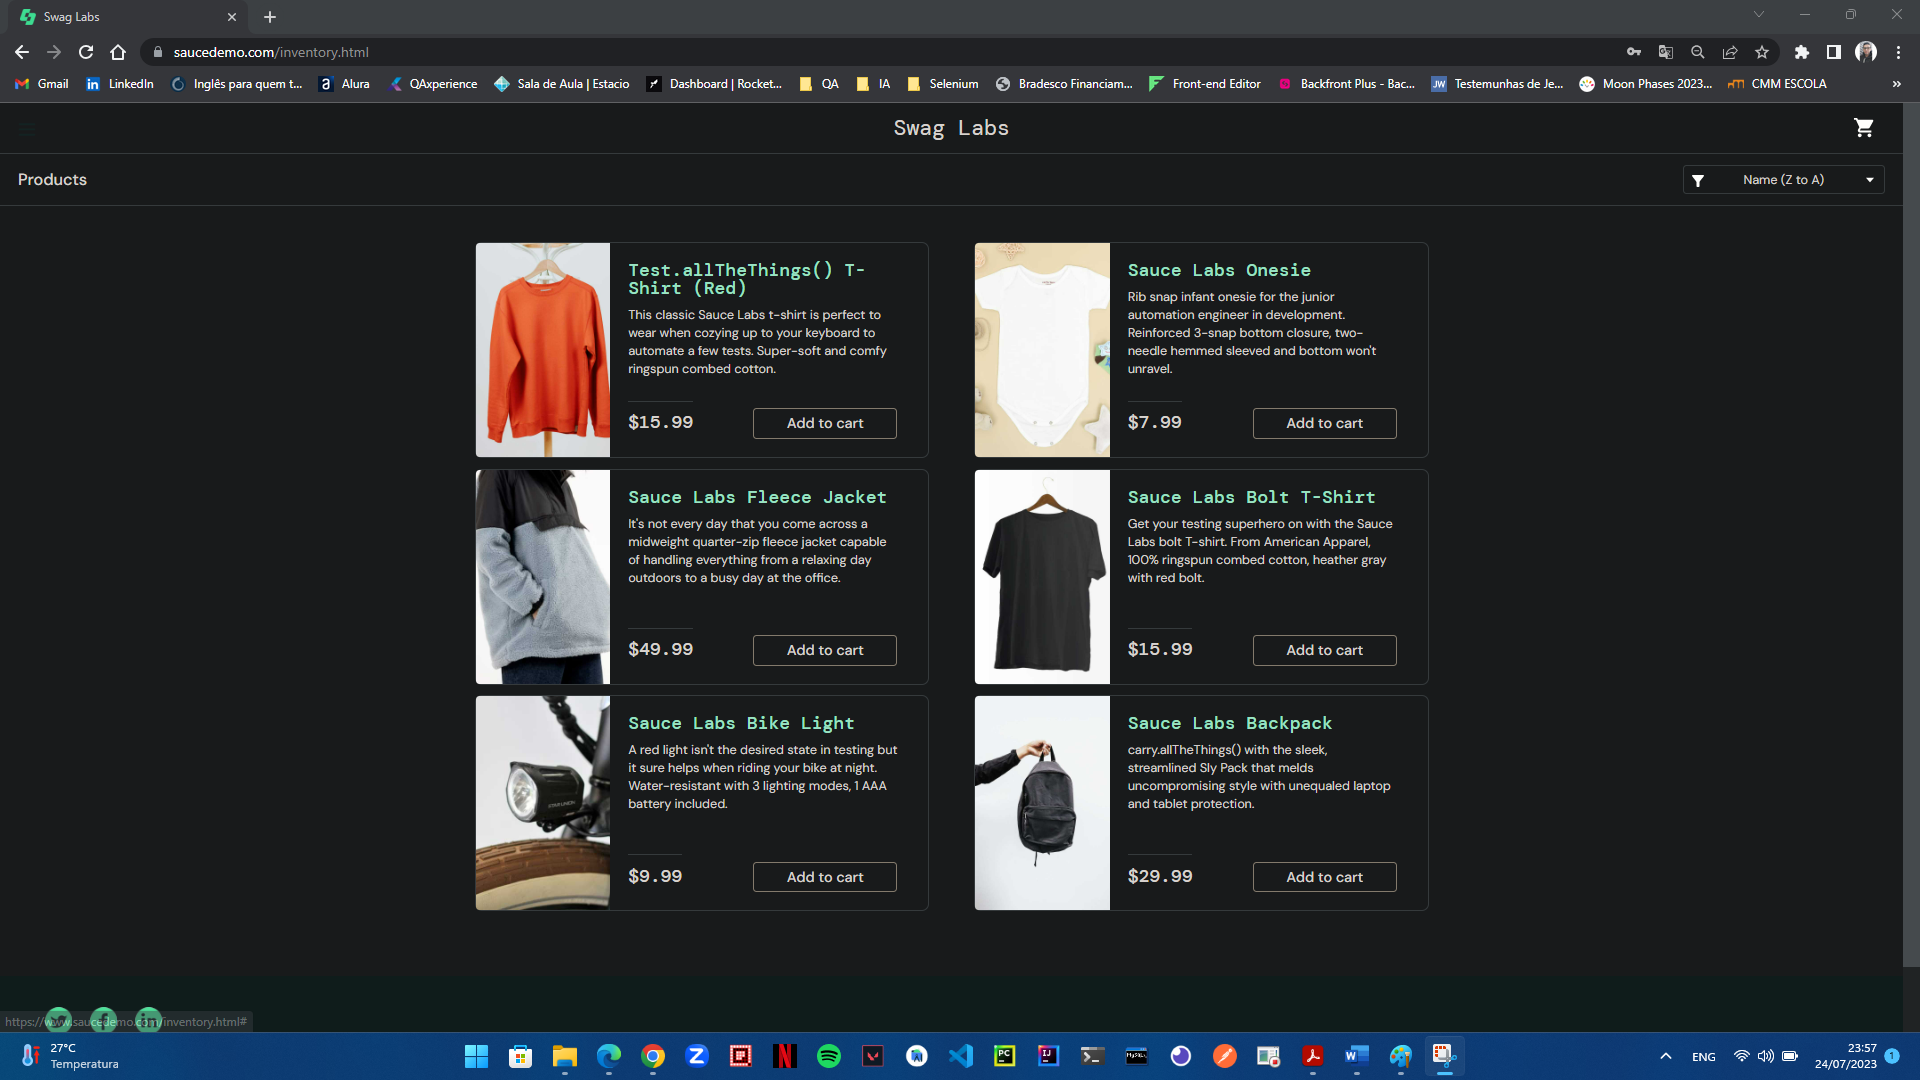 Swag Labs
saucedemo.com/inventory.html
Gmail
LinkedIn
Inglês para quem t...
Alura
QAxperience
Sala de Aula | Estacio
Dashboard | Rocket...
QA
IA
Selenium
Bradesco Financiam...
Front-end Editor
Backfront Plus - Bac...
Testemunhas de Je...
Moon Phases 2023...
CMM ESCOLA
»
Swag Labs
Products
Name (Z to A)
Test.allTheThings() T-
Shirt (Red)
This classic Sauce Labs t-shirt is perfect to
wear when cozying up to your keyboard to
automate a few tests. Super-soft and comfy
ringspun combed cotton.
$15.99
Add to cart
Sauce Labs Onesie
Rib snap infant onesie for the junior
automation engineer in development.
Reinforced 3-snap bottom closure, two-
needle hemmed sleeved and bottom won't
unravel.
$7.99
Add to cart
Sauce Labs Fleece Jacket
It's not every day that you come across a
midweight quarter-zip fleece jacket capable
of handling everything from a relaxing day
outdoors to a busy day at the office.
$49.99
Add to cart
Sauce Labs Bolt T-Shirt
Get your testing superhero on with the Sauce
Labs bolt T-shirt. From American Apparel,
100% ringspun combed cotton, heather gray
with red bolt.
$15.99
Add to cart
Sauce Labs Bike Light
A red light isn't the desired state in testing but
it sure helps when riding your bike at night.
Water-resistant with 3 lighting modes, 1 AAA
battery included.
$9.99
Add to cart
Sauce Labs Backpack
carry.allTheThings() with the sleek,
streamlined Sly Pack that melds
uncompromising style with unequaled laptop
and tablet protection.
$29.99
Add to cart
https://www.saucedemo.com/inventory.html#
27°C
Temperatura
ENG
23:57
24/07/2023
1